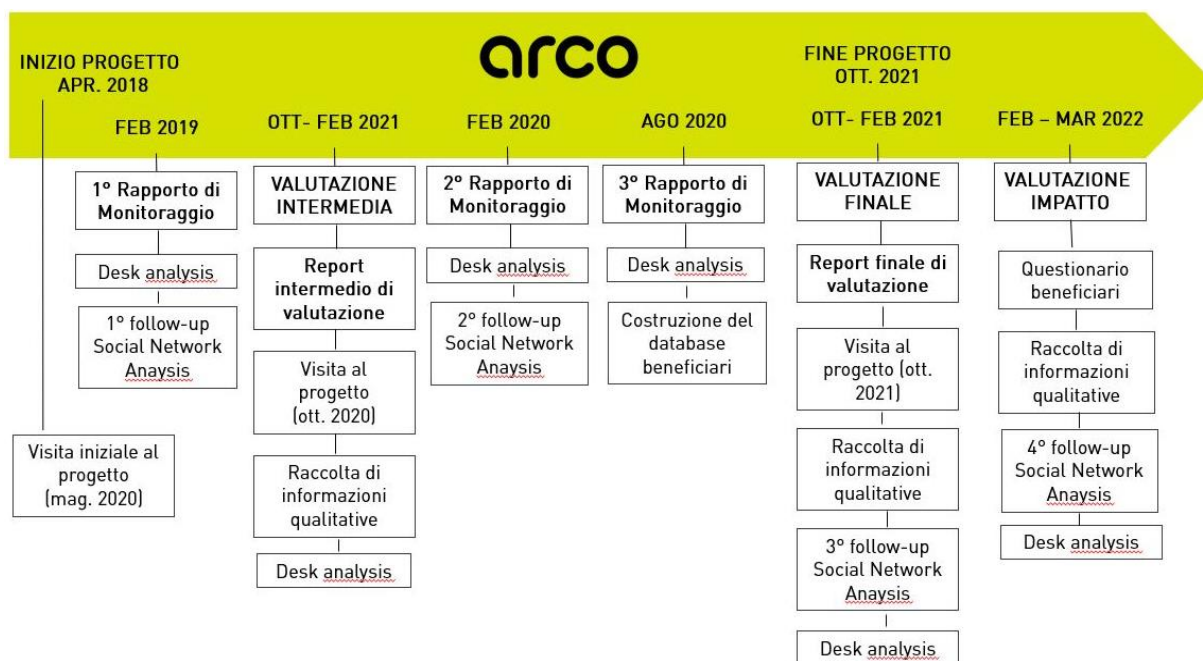 arco
INIZIO PROGETTO
APR. 2018
FINE PROGETTO
OTT. 2021
FEB 2019
OTT- FEB 2021
FEB 2020
AGO 2020
OTT- FEB 2021
FEB – MAR 2022
1° Rapporto di
Monitoraggio
Desk analysis
1° follow-up
Social Network
Anaysis
Visita iniziale al
progetto
(mag. 2020)
VALUTAZIONE
INTERMEDIA
Report
intermedio di
valutazione
Visita al
progetto
(ott. 2020)
Raccolta di
informazioni
qualitative
Desk analysis
2° Rapporto di
Monitoraggio
Desk analysis
2° follow-up
Social Network
Anaysis
3° Rapporto di
Monitoraggio
Desk analysis
Costruzione del
database
beneficiari
VALUTAZIONE
FINALE
Report finale di
valutazione
Visita al
progetto (ott.
2021)
Raccolta di
informazioni
qualitative
3° follow-up
Social Network
Anaysis
Desk analysis
VALUTAZIONE
IMPATTO
Questionario
beneficiari
Raccolta di
informazioni
qualitative
4° follow-up
Social Network
Anaysis
Desk analysis